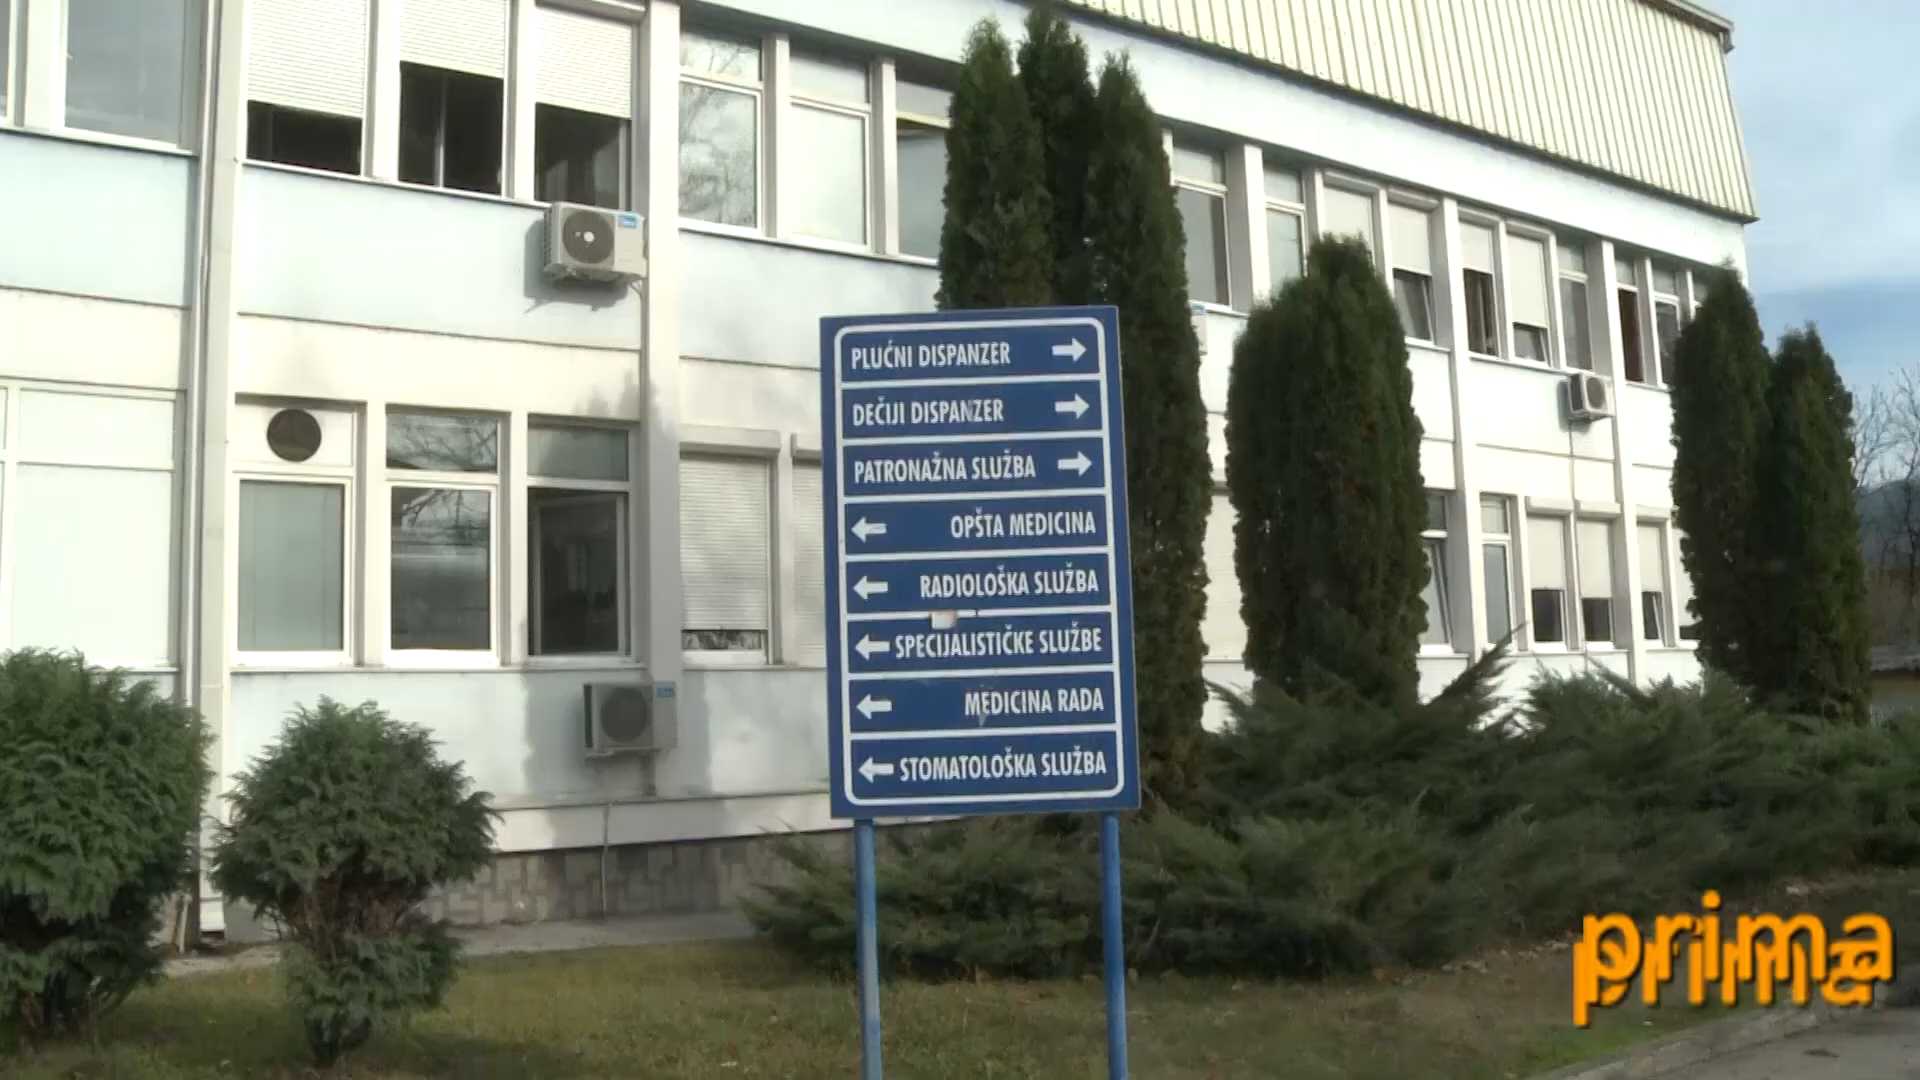 PLUĆNI DISPANZER
DEČIJI DISPANZER
PATRONAŽNA SLUŽBA
OPŠTA MEDICINA
RADIOLOŠKA SLUŽBA
SPECIJALISTIČKE SLUŽBE
MEDICINA RADA
STOMATOLOŠKA SLUŽBA
prima